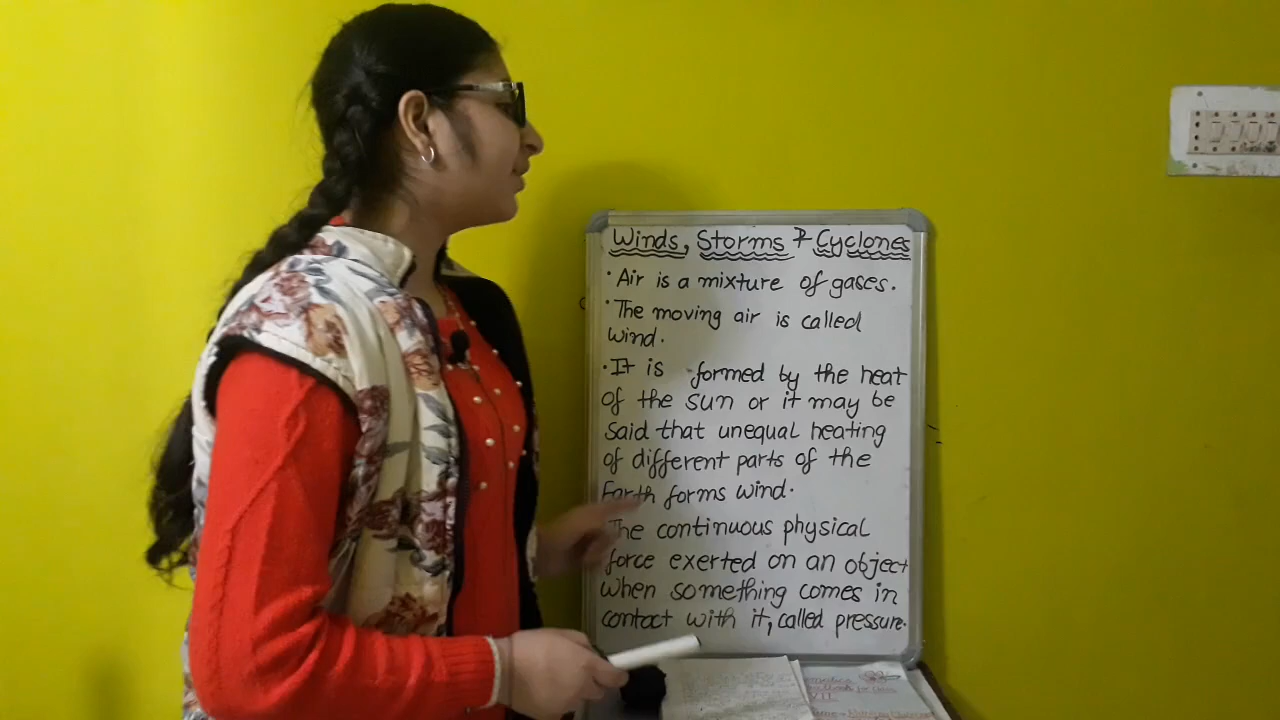 Winds, Storms & Cyclones
· Air is a mixture of gases.
· The moving air is called
wind.
· It is formed by the heat
of the sun or it may be
said that unequal heating
of different parts of the
Earth forms wind.
The continuous physical
force exerted on an object
when something comes in
contact with it, called pressure.